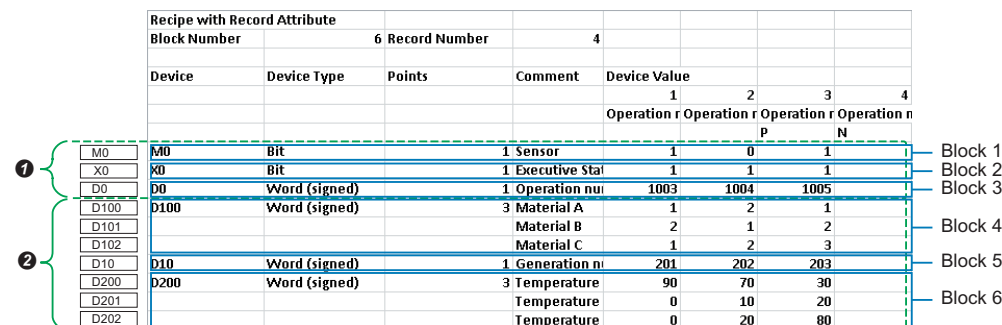 Recipe with Record Attribute
Block Number 6 Record Number 4
Device Device Type Points Comment Device Value
1 2 3 4
Operation r Operation r Operation r Operation n
P N
1 M0 M0 Bit 1 Sensor 1 0 1 Block 1
X0 X0 Bit 1 Executive Stat 1 1 1 Block 2
D0 D0 Word (signed) 1 Operation nu 1003 1004 1005 Block 3
D100 D100 Word (signed) 3 Material A 1 2 1
D101 Material B 2 1 2 Block 4
D102 Material C 1 2 3
2 D10 D10 Word (signed) 1 Generation n 201 202 203 Block 5
D200 D200 Word (signed) 3 Temperature 90 70 30
D201 Temperature 0 10 20 Block 6
D202 Temperature 0 20 80